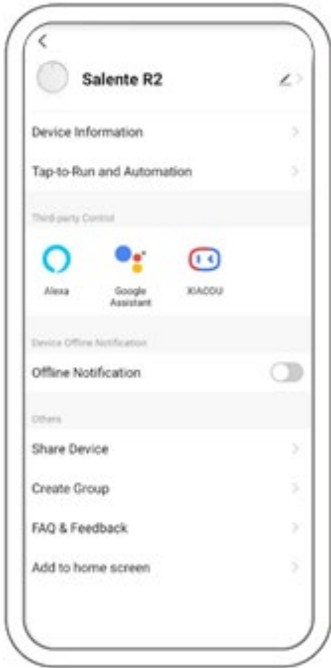 Salente R2
Device Information
Tap-to-Run and Automation
Third-party Control
Alexa
Google
Assistant
XIAODU
Device Offline Notification
Offline Notification
Others
Share Device
Create Group
FAQ & Feedback
Add to home screen